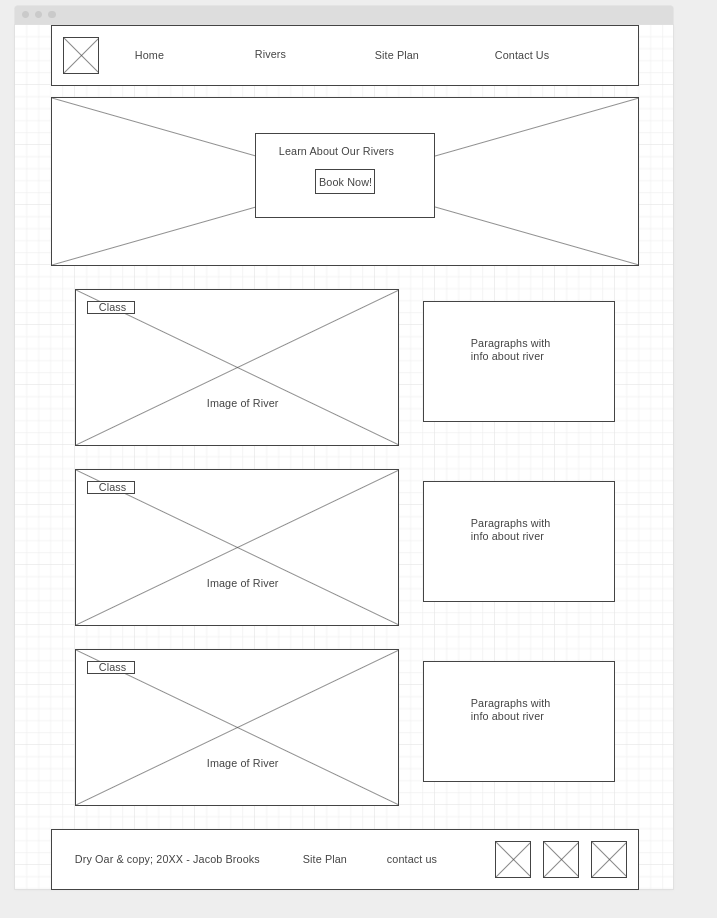 Home Rivers Site Plan Contact Us
Learn About Our Rivers
Book Now!
Class
Image of River
Paragraphs with
info about river
Class
Image of River
Paragraphs with
info about river
Class
Image of River
Paragraphs with
info about river
Dry Oar & copy; 20XX - Jacob Brooks Site Plan contact us